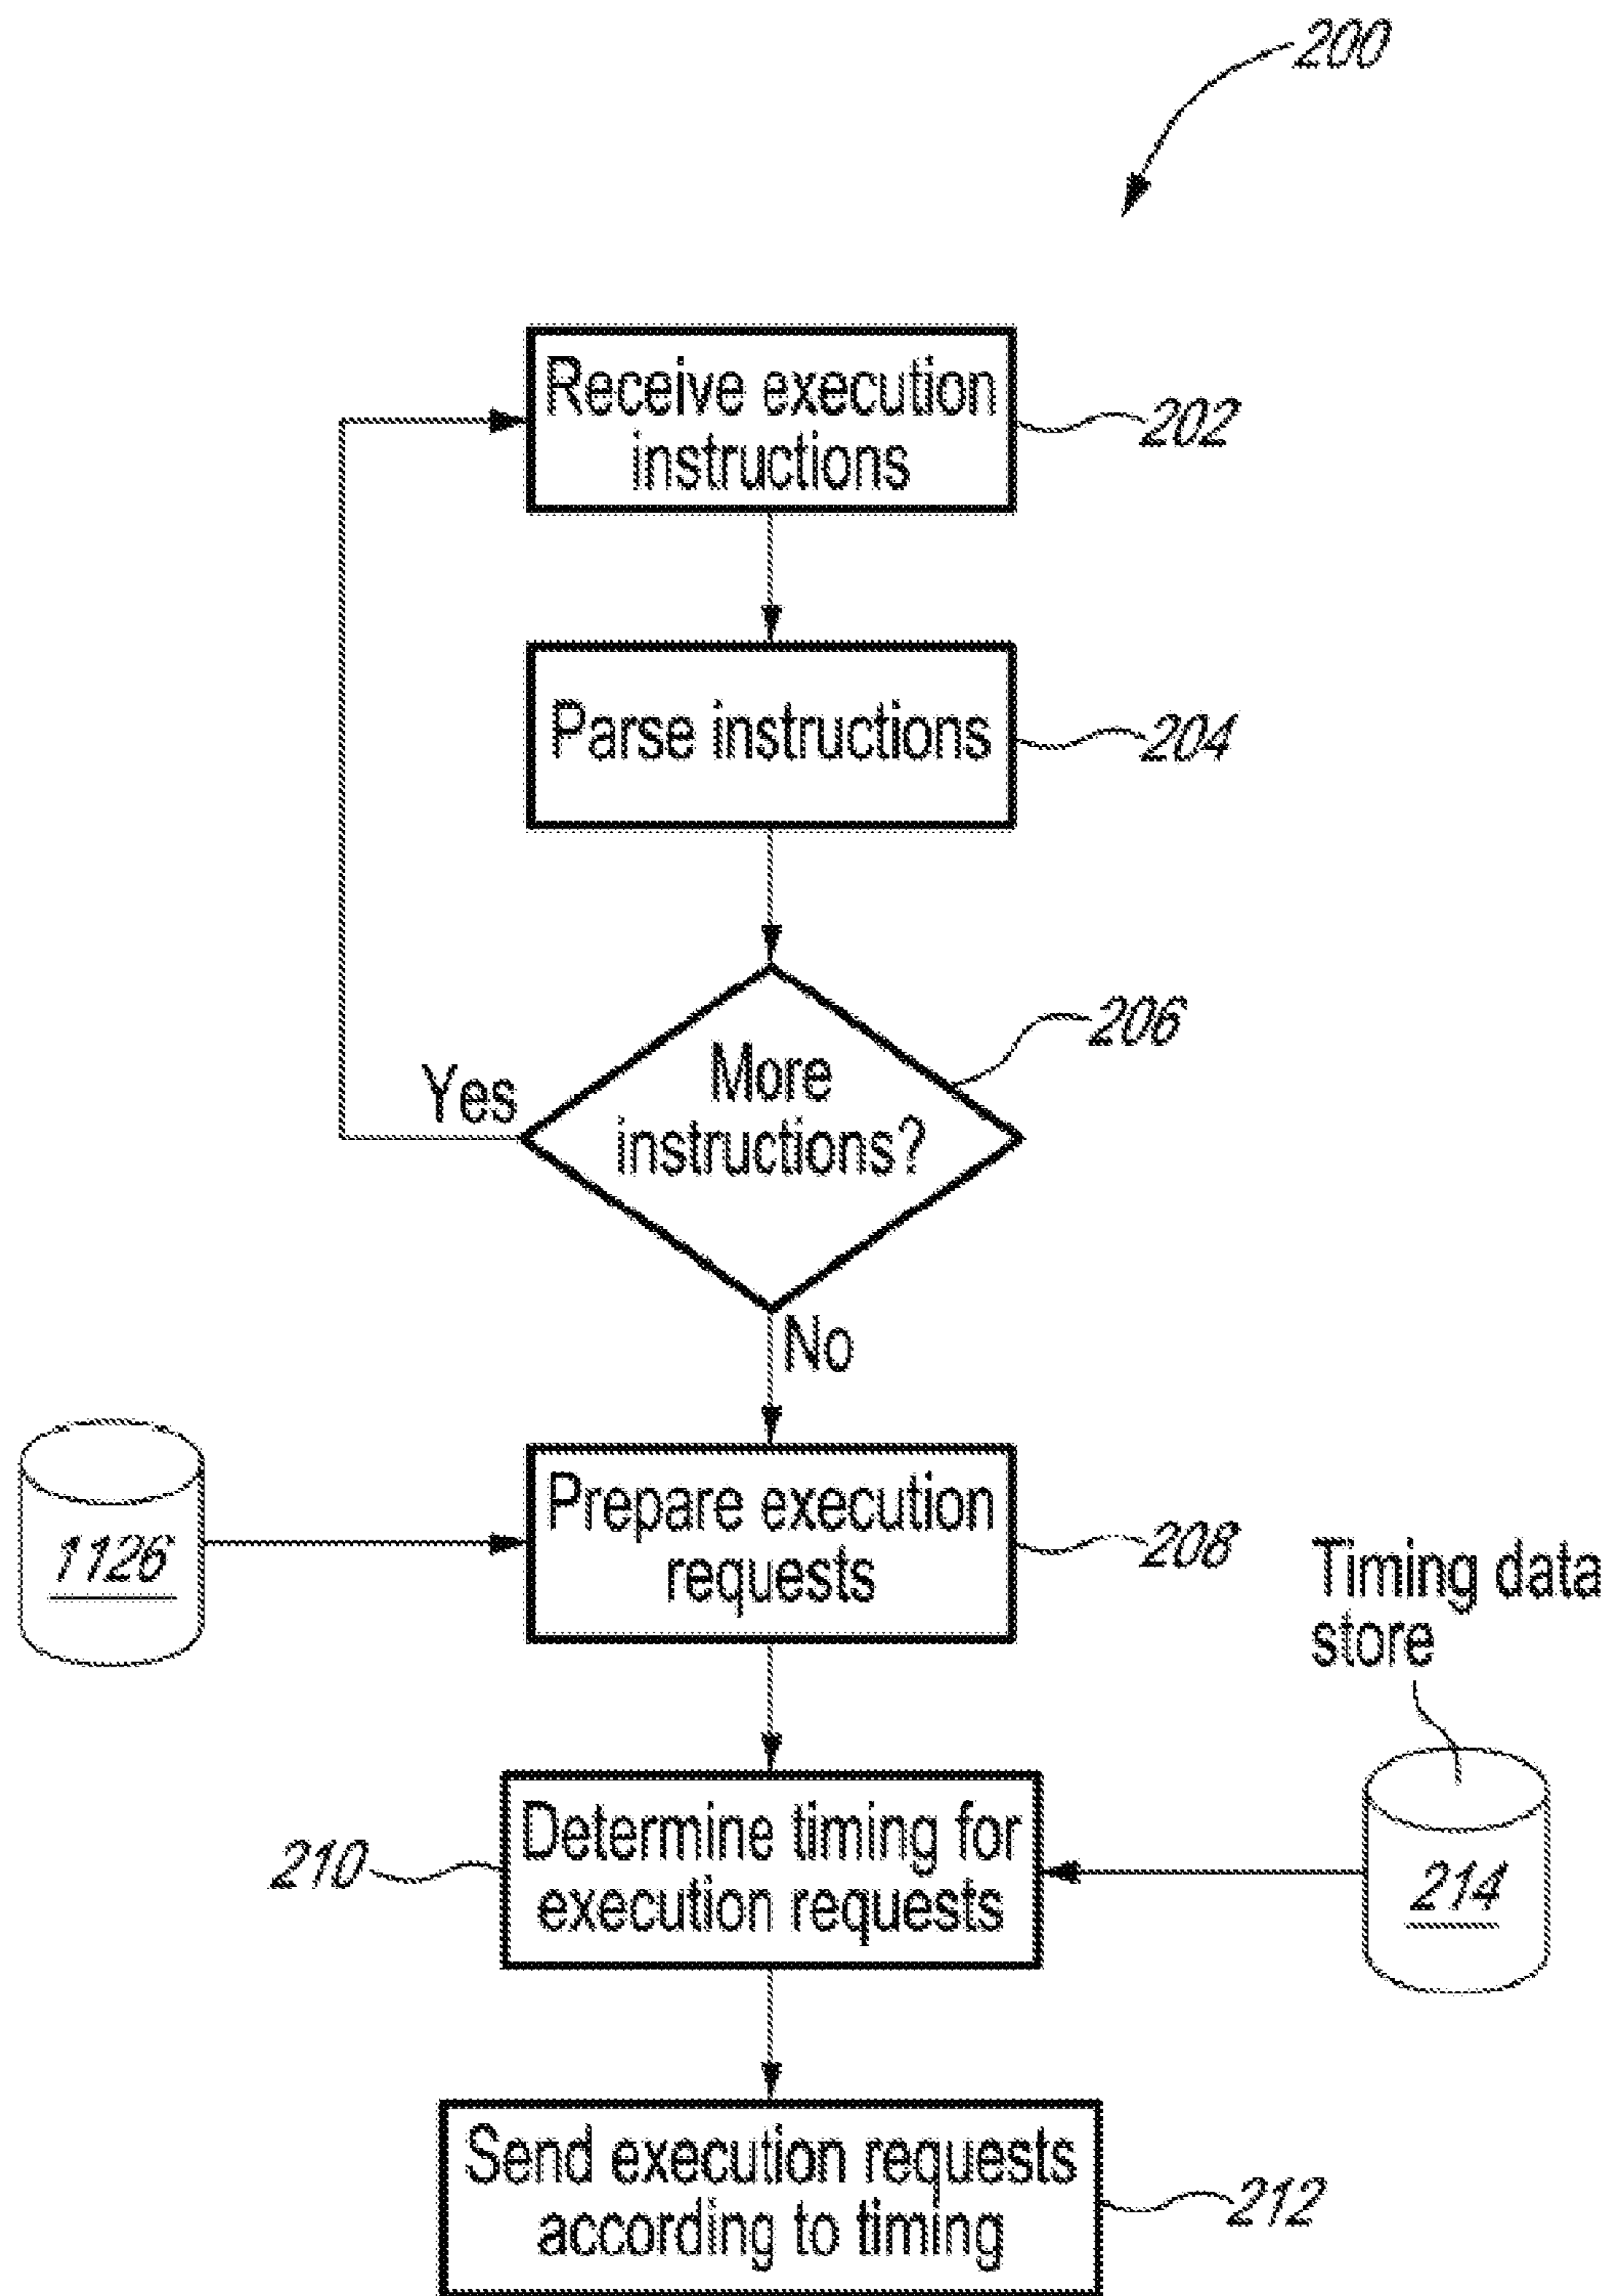 200
Receive execution
instructions
202
Parse instructions
204
206
More
instructions?
Yes
No
1126
Prepare execution
requests
208
Timing data
store
210
Determine timing for
execution requests
214
Send execution requests
according to timing
212